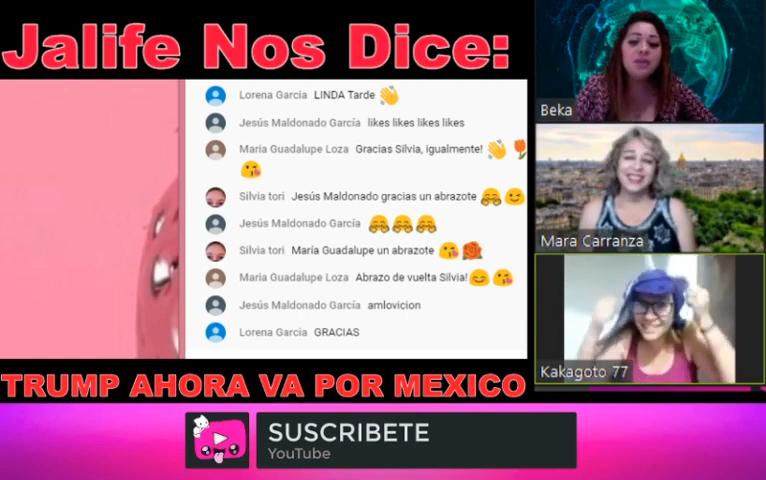 Jalife Nos Dice:
Lorena Garcia LINDA Tarde 👋
Jesús Maldonado García likes likes likes likes
Maria Guadalupe Loza Gracias Silvia, igualmente! 👋 🌷
😘
Silvia tori Jesús Maldonado gracias un abrazote 🤗 😉
Jesús Maldonado García 🤗 🤗 🤗
Silvia tori María Guadalupe un abrazote 😘 🌹
Maria Guadalupe Loza Abrazo de vuelta Silvia! 😊 😘
Jesús Maldonado García amlovicion
Lorena Garcia GRACIAS
TRUMP AHORA VA POR MEXICO
Beka
Mara Carranza
Kakagoto 77
SUSCRIBETE
YouTube